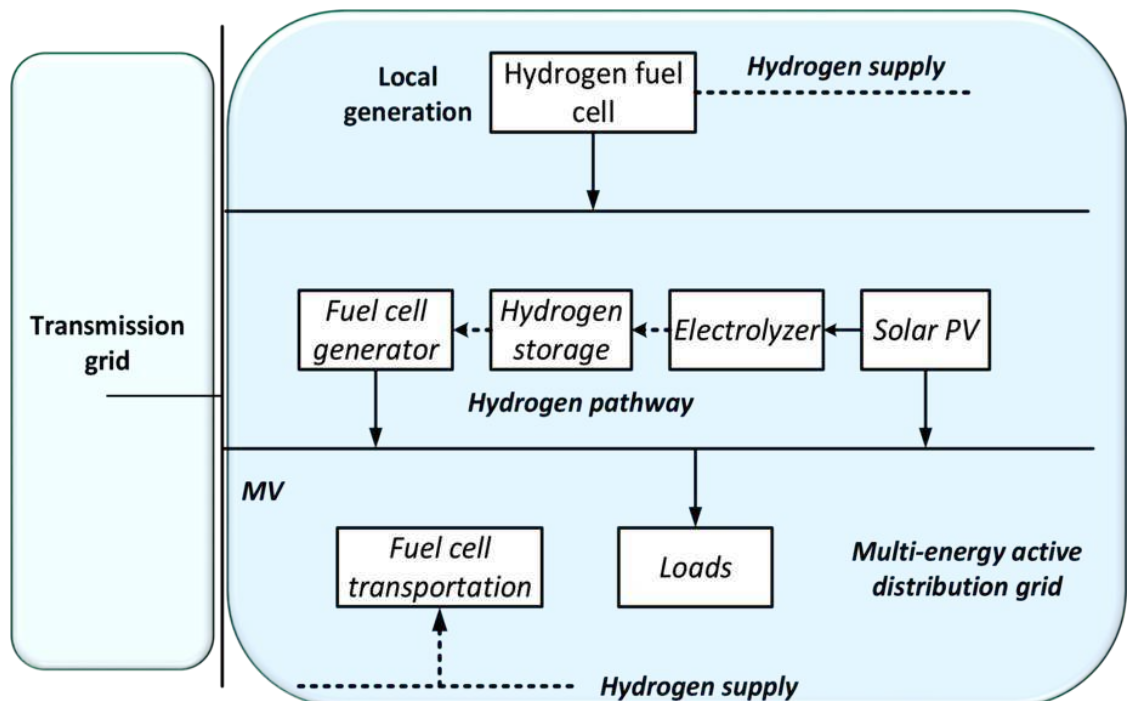 Transmission
grid
Local
generation
Hydrogen fuel
cell
Hydrogen supply
Fuel cell
generator
Hydrogen
storage
Electrolyzer
Solar PV
Hydrogen pathway
MV
Fuel cell
transportation
Loads
Multi-energy active
distribution grid
Hydrogen supply